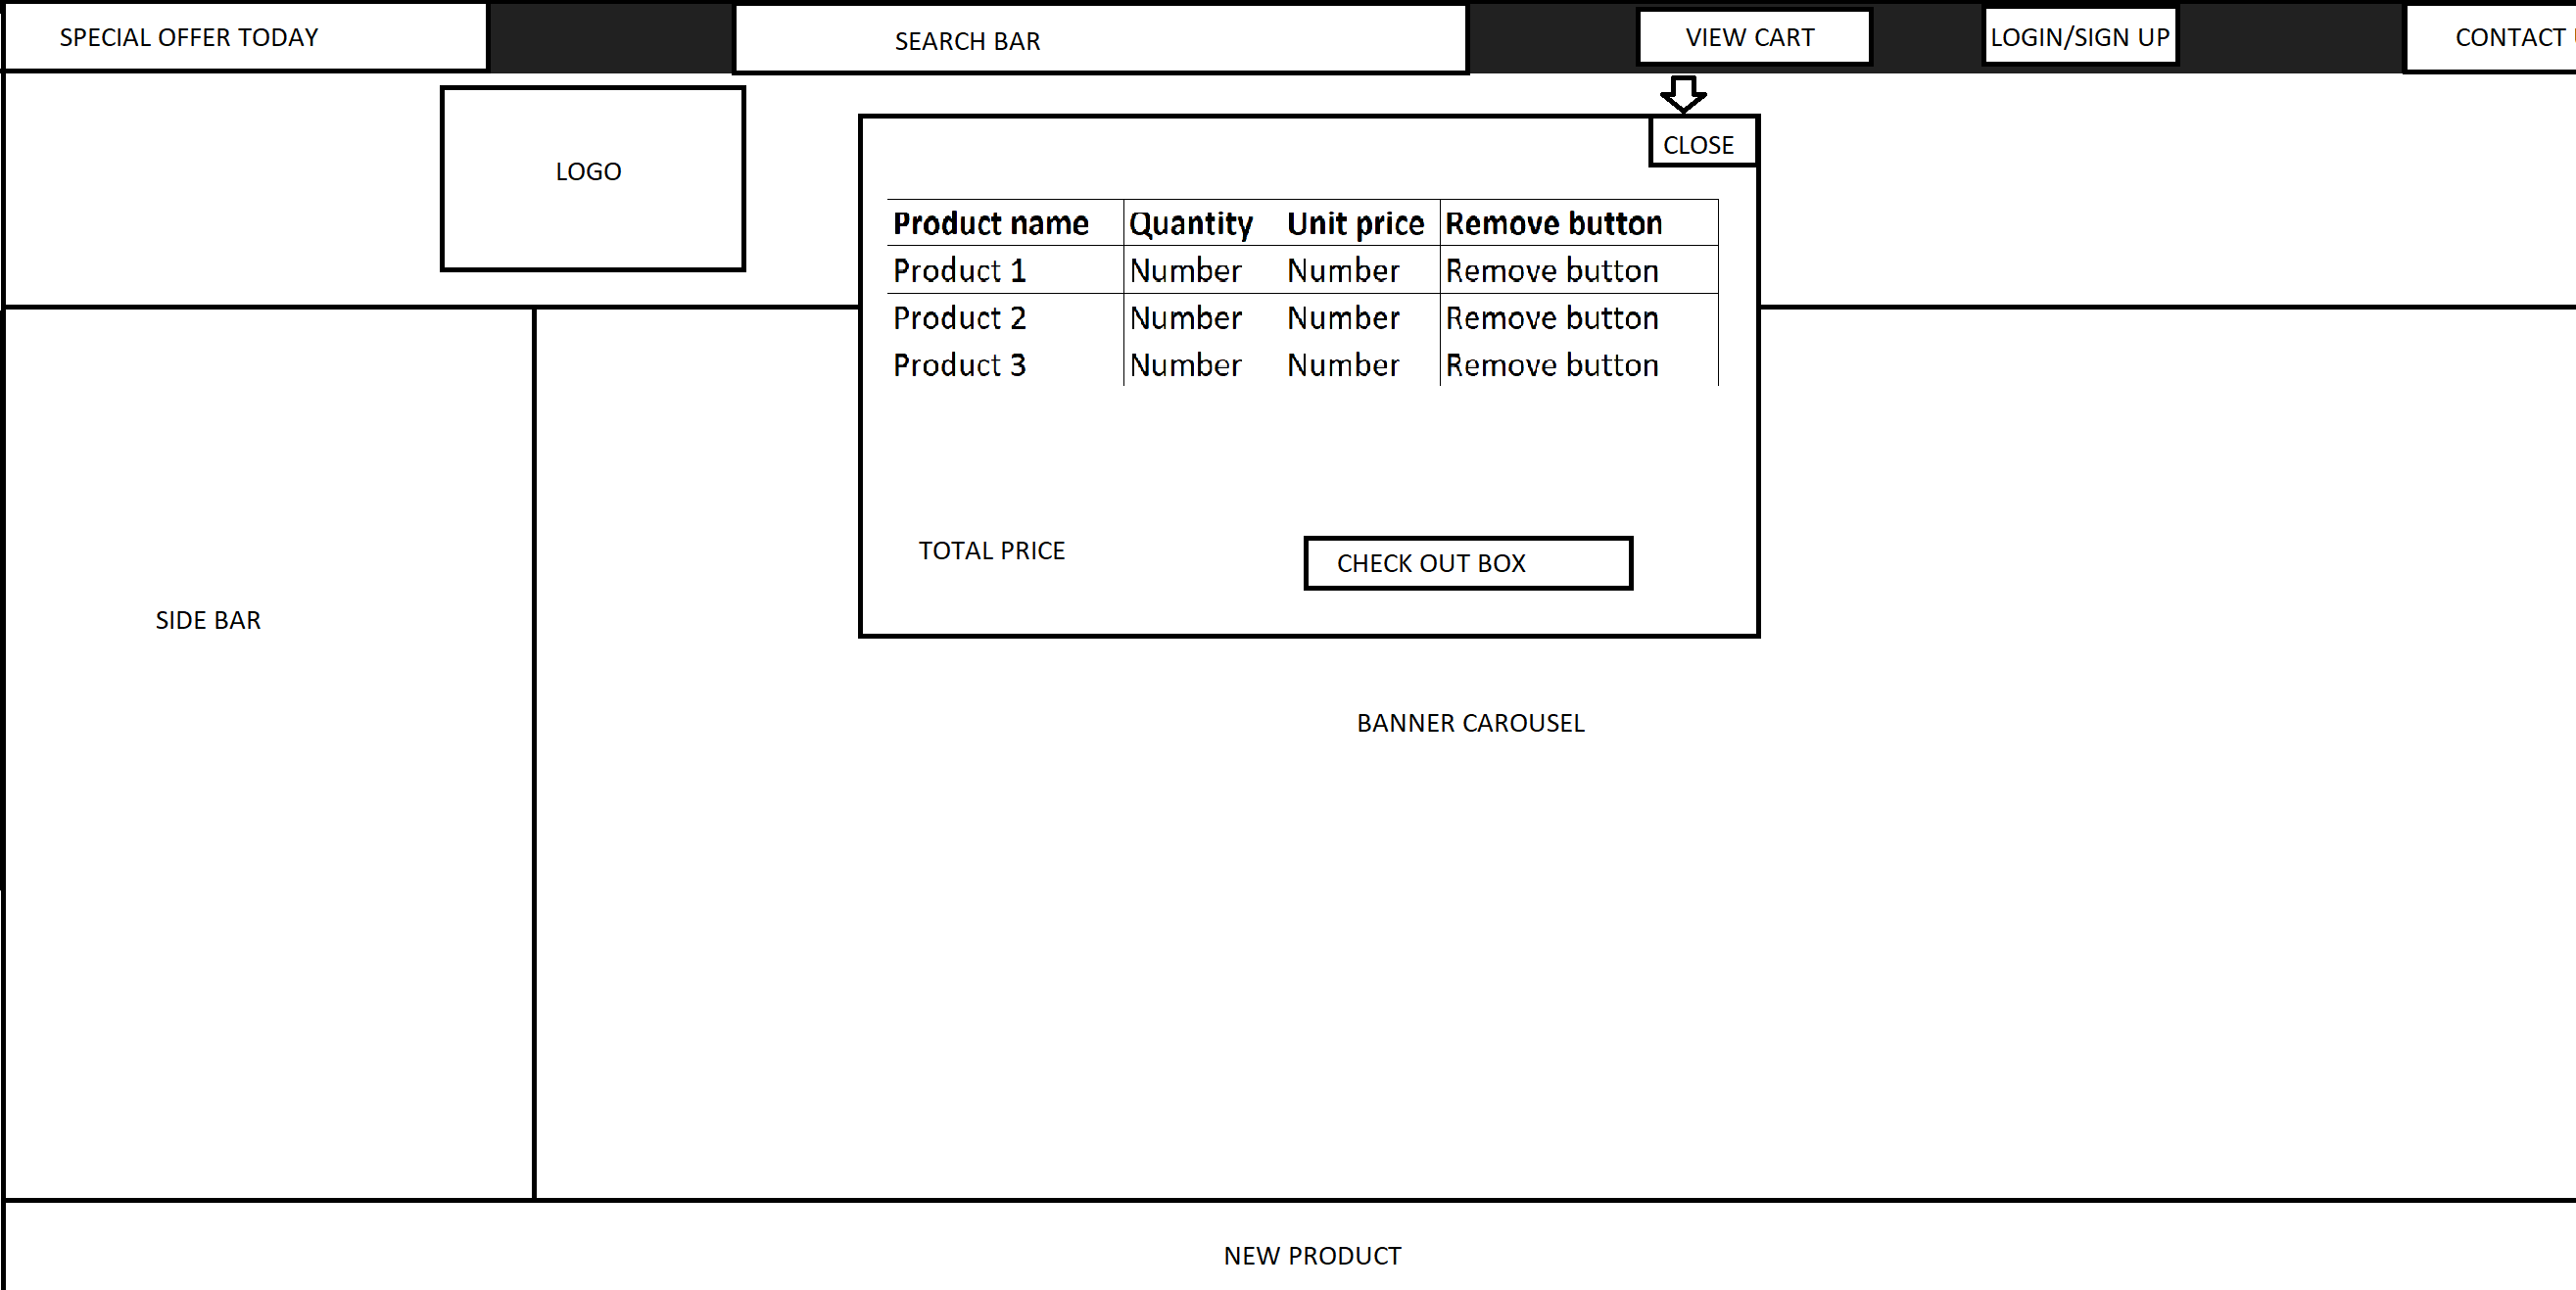 SPECIAL OFFER TODAY
SEARCH BAR
VIEW CART
LOGIN/SIGN UP
CONTACT
LOGO
CLOSE
Product name Quantity Unit price Remove button
Product 1 Number Number Remove button
Product 2 Number Number Remove button
Product 3 Number Number Remove button
TOTAL PRICE
CHECK OUT BOX
SIDE BAR
BANNER CAROUSEL
NEW PRODUCT